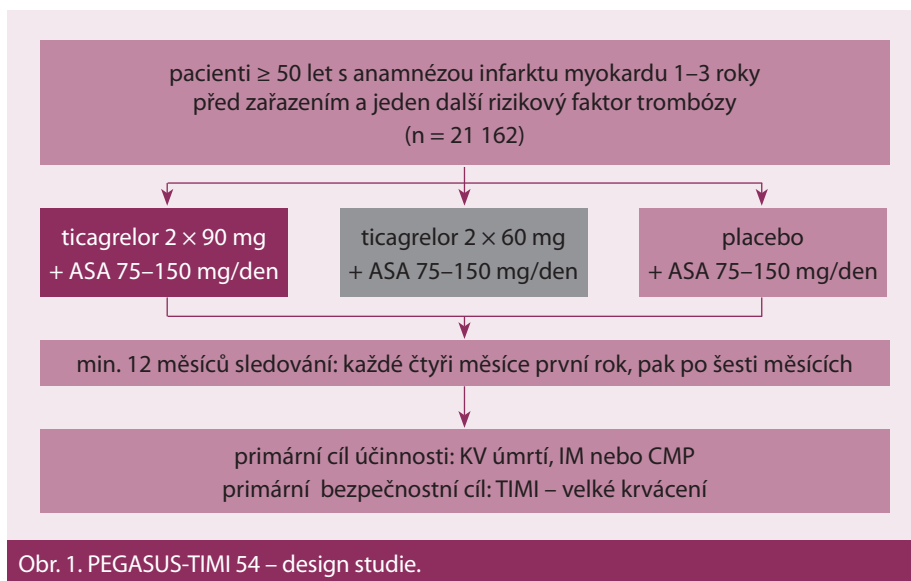 pacienti ≥ 50 let s anamnézou infarktu myokardu 1–3 roky
před zařazením a jeden další rizikový faktor trombózy
(n = 21 162)
ticagrelor 2 × 90 mg
+ ASA 75–150 mg/den
ticagrelor 2 × 60 mg
+ ASA 75–150 mg/den
placebo
+ ASA 75–150 mg/den
min. 12 měsíců sledování: každé čtyři měsíce první rok, pak po šesti měsících
primární cíl účinnosti: KV úmrtí, IM nebo CMP
primární bezpečnostní cíl: TIMI – velké krvácení
Obr. 1. PEGASUS-TIMI 54 – design studie.